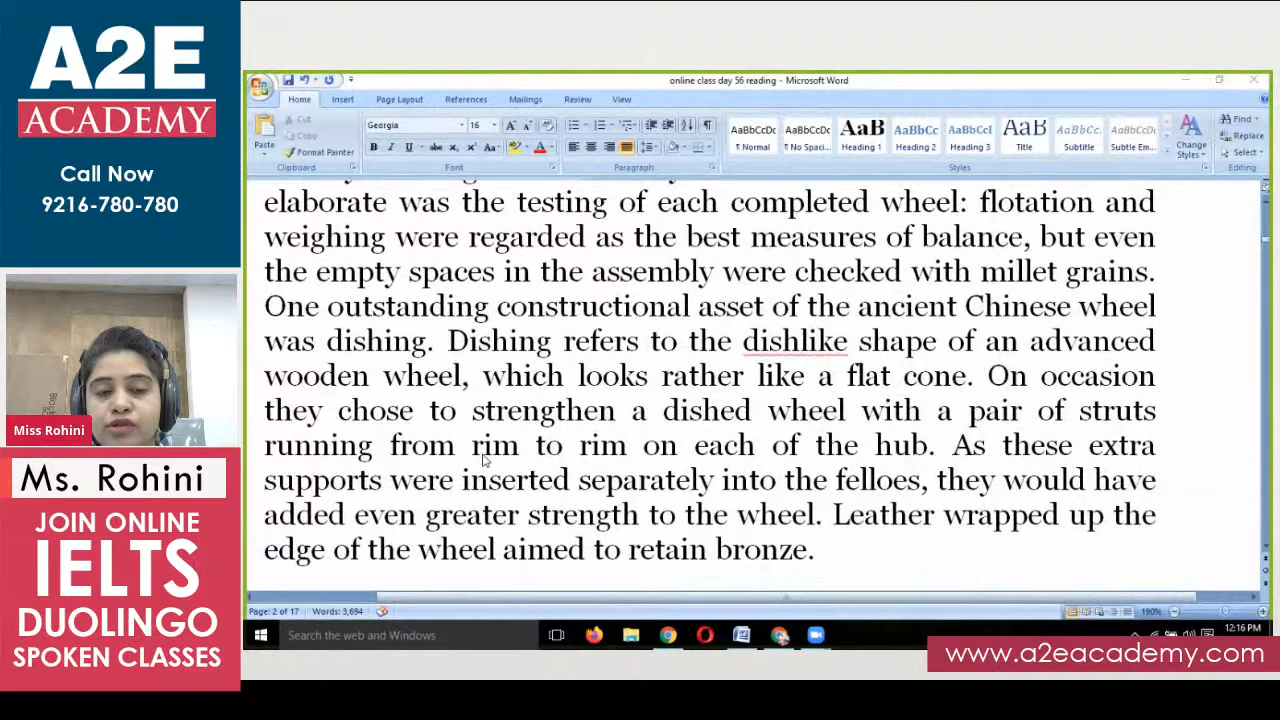 A2E
ACADEMY
Call Now
9216-780-780
Miss Rohini
Ms. Rohini
JOIN ONLINE
IELTS
DUOLINGO
SPOKEN CLASSES
online class day 56 reading - Microsoft Word
Home Insert Page Layout References Mailings Review View
Paste
Cut
Copy
Format Painter
Clipboard
Georgia 16
Font
Paragraph
AaBbCcDc AaBbCcDc AaB AaBbCc AaBbCcI AaB AaBbCc. AaBbCcDc
¶ Normal ¶ No Spaci... Heading 1 Heading 2 Heading 3 Title Subtitle Subtle Em...
Change
Styles
Styles
Find
Replace
Select
Editing
elaborate was the testing of each completed wheel: flotation and
weighing were regarded as the best measures of balance, but even
the empty spaces in the assembly were checked with millet grains.
One outstanding constructional asset of the ancient Chinese wheel
was dishing. Dishing refers to the dishlike shape of an advanced
wooden wheel, which looks rather like a flat cone. On occasion
they chose to strengthen a dished wheel with a pair of struts
running from rim to rim on each of the hub. As these extra
supports were inserted separately into the felloes, they would have
added even greater strength to the wheel. Leather wrapped up the
edge of the wheel aimed to retain bronze.
Page: 2 of 17 Words: 3,694
190%
Search the web and Windows
12:16 PM
www.a2eacademy.com